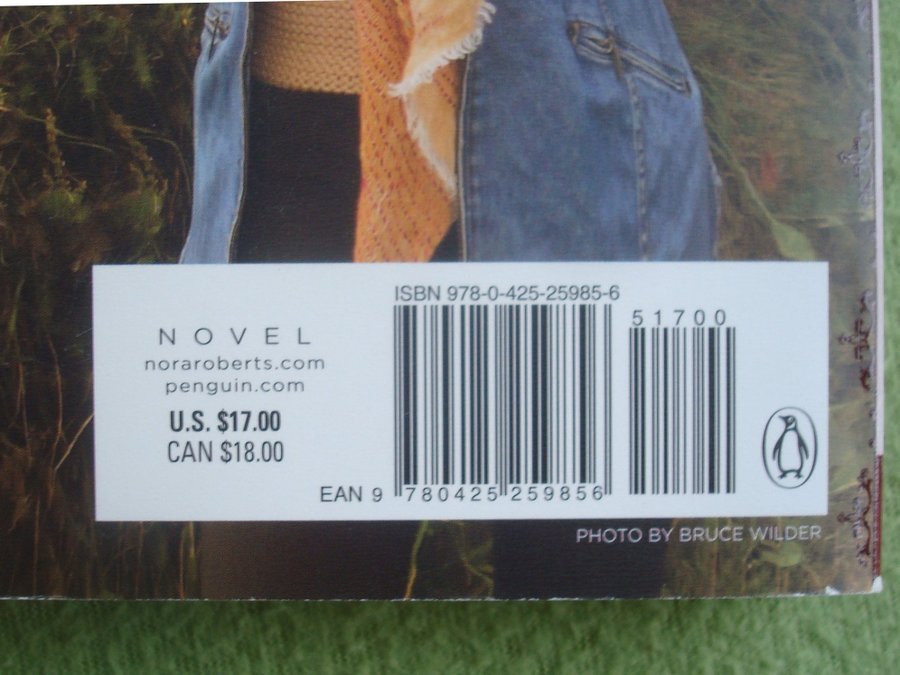 ISBN 978-0-425-25985-6
51700
NOVEL
noraroberts.com
penguin.com
U.S. $17.00
CAN $18.00
EAN 9 780425 259856
PHOTO BY BRUCE WILDER